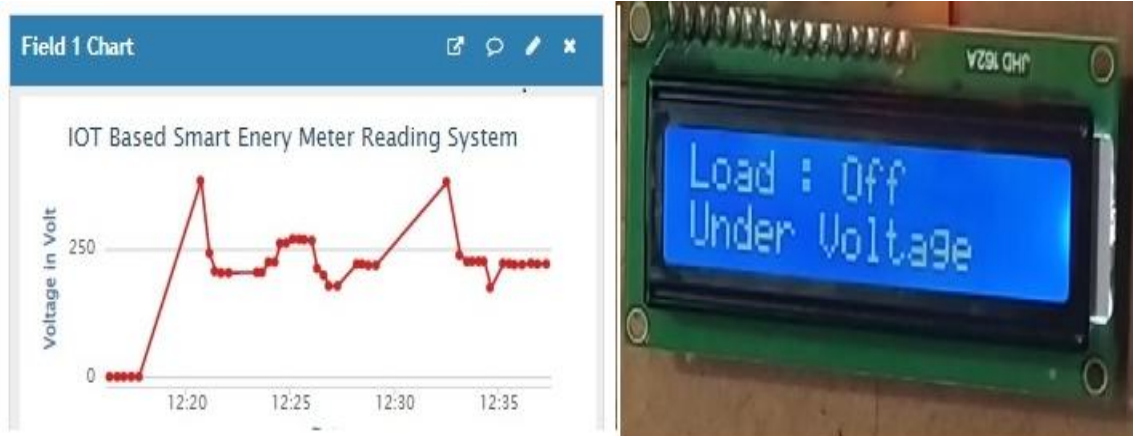 Field 1 Chart
IOT Based Smart Enery Meter Reading System
Voltage in Volt
250
0
12:20
12:25
12:30
12:35
JHD 162A
Load : Off
Under Voltage